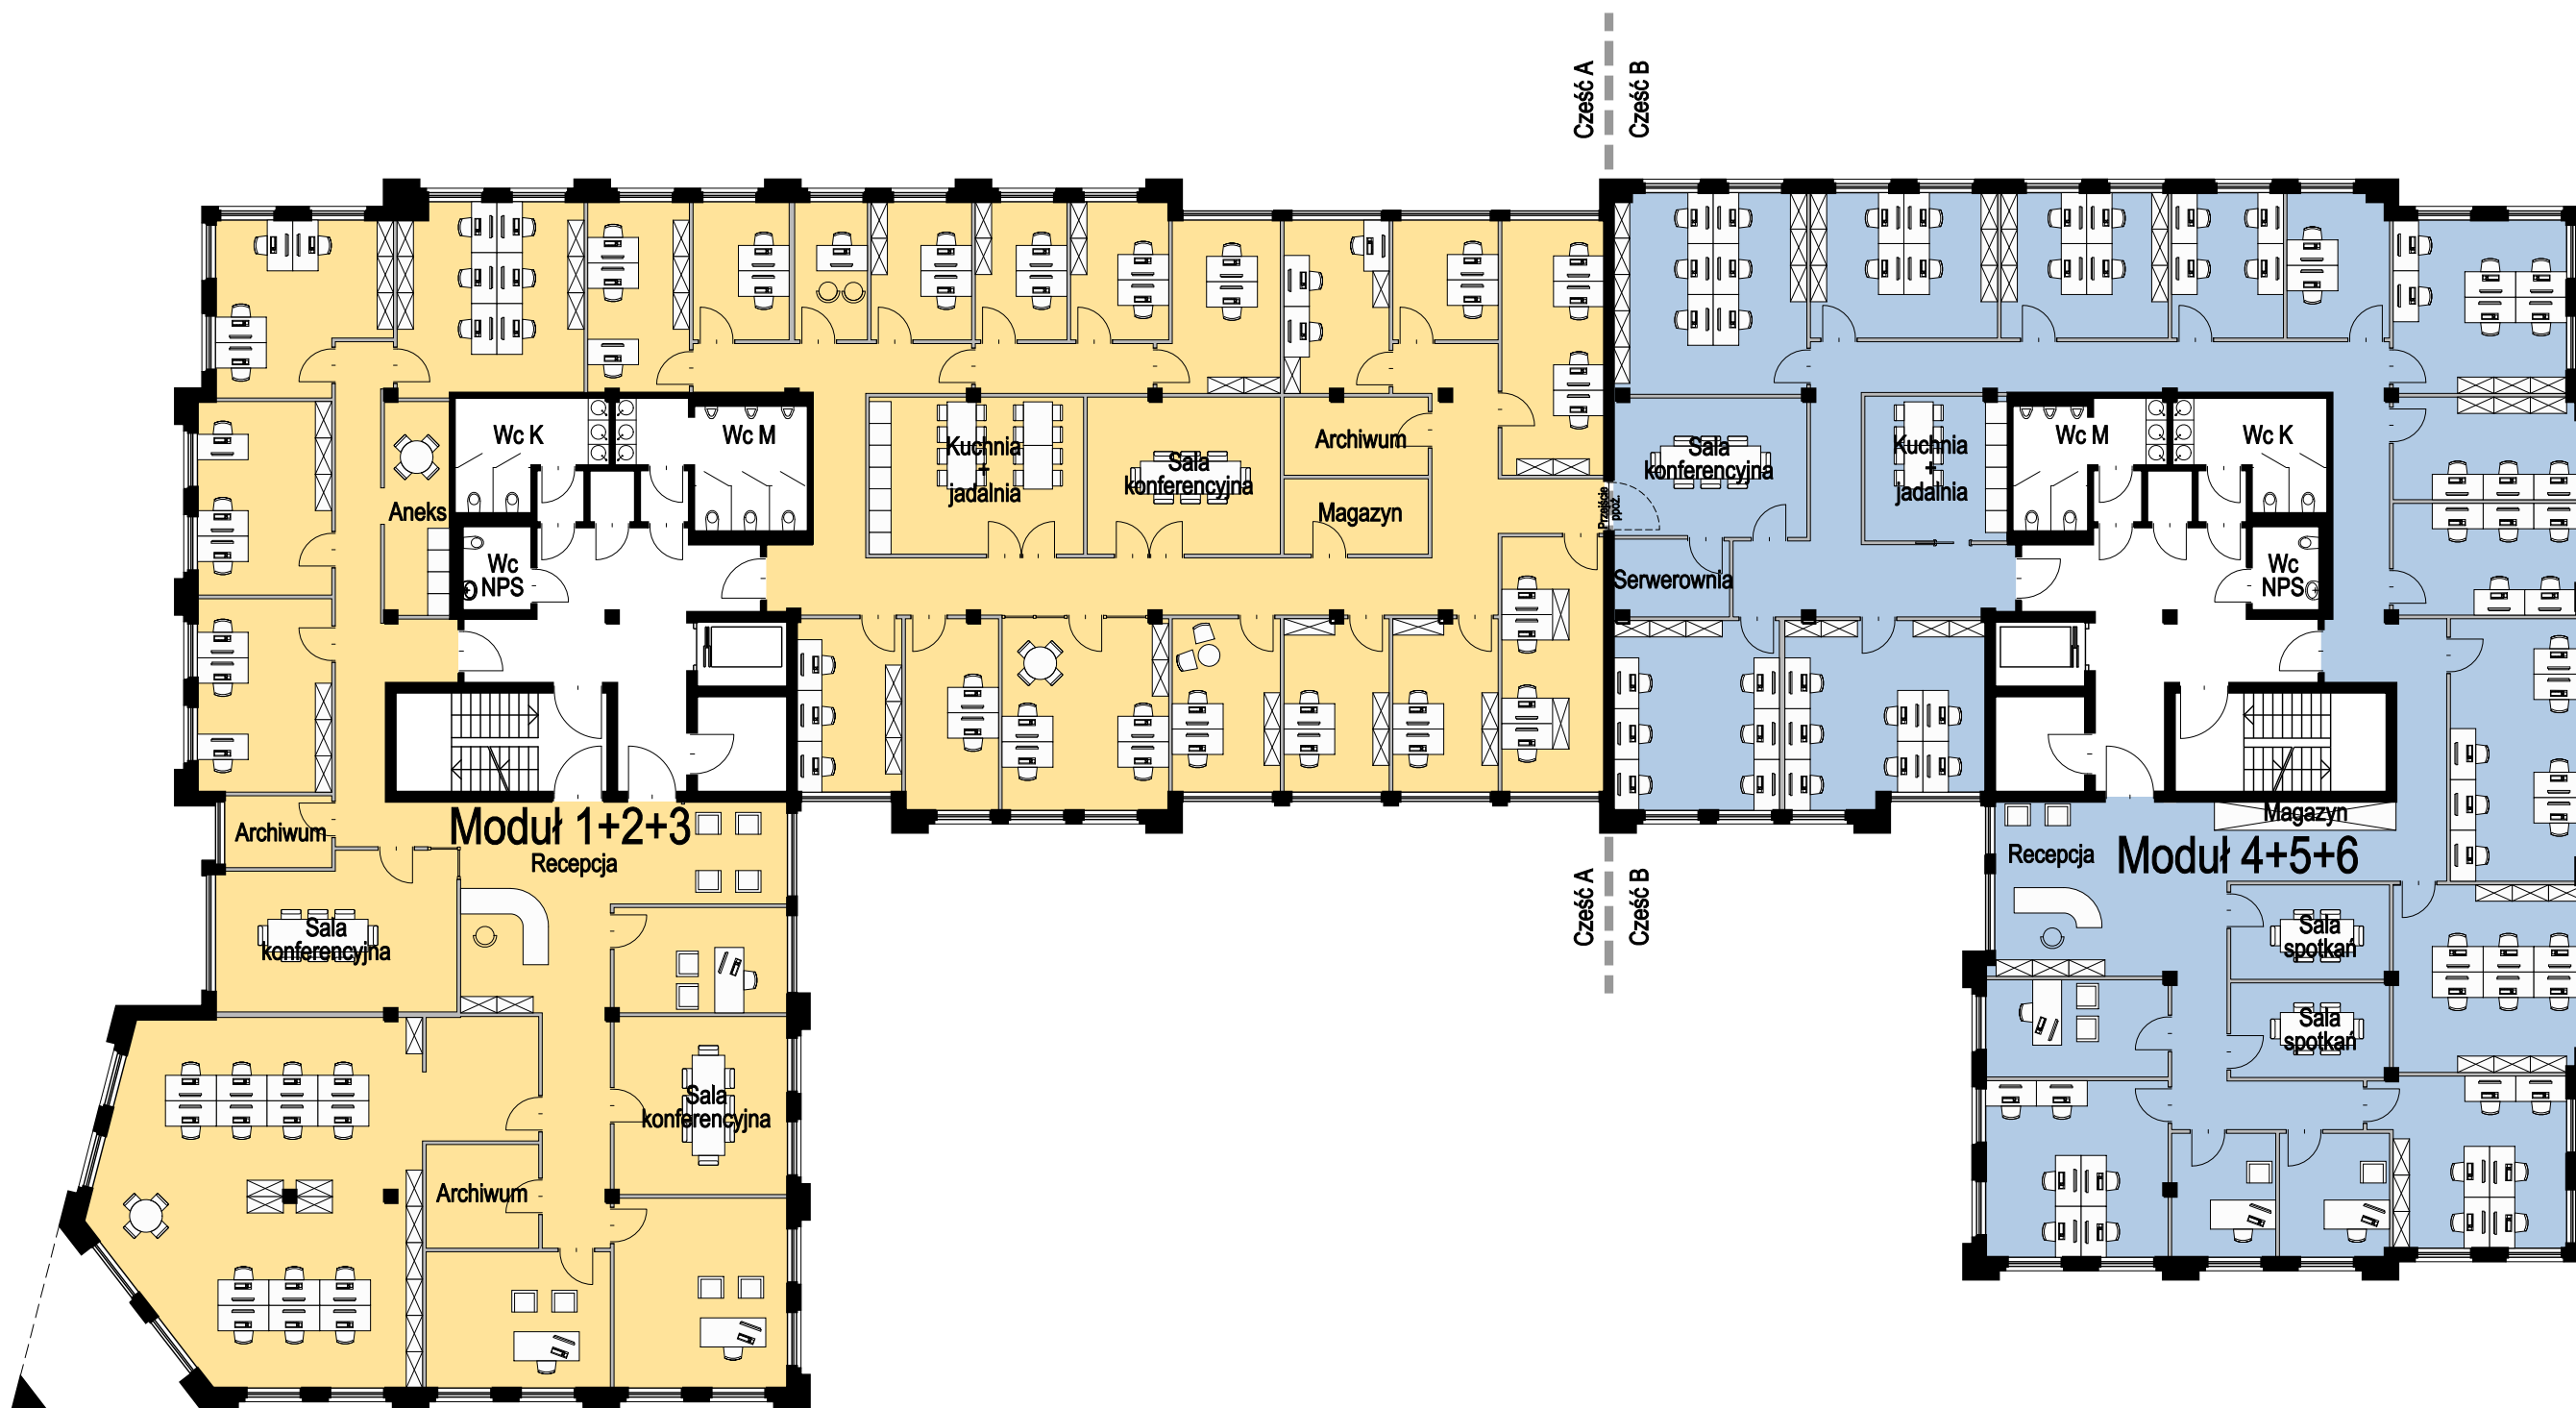 Cześć A
Cześć B
Wc K
Wc M
Aneks
Wc
NPS
Kuchnia
+
jadalnia
Sala
konferencyjna
Archiwum
Magazyn
Przejście
ppoż.
Sala
konferencyjna
Kuchnia
+
jadalnia
Wc M
Wc K
Serwerownia
Wc
NPS
Archiwum
Moduł 1+2+3
Recepcja
Sala
konferencyjna
Sala
konferencyjna
Archiwum
Cześć A
Cześć B
Magazyn
Recepcja
Moduł 4+5+6
Sala
spotkań
Sala
spotkań